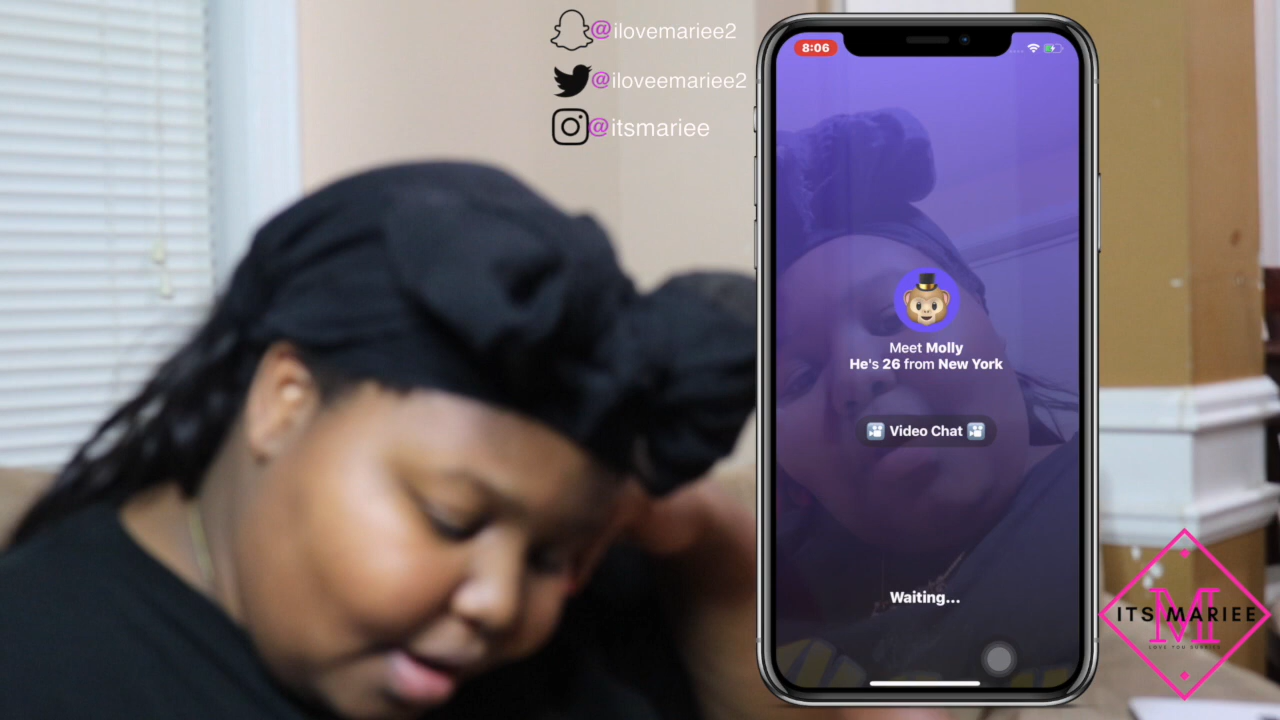 @ilovemariee2
@iloveemariee2
@itsmariee
8:06
Meet Molly
He's 26 from New York
Video Chat
Waiting...
M
ITS MARIEE